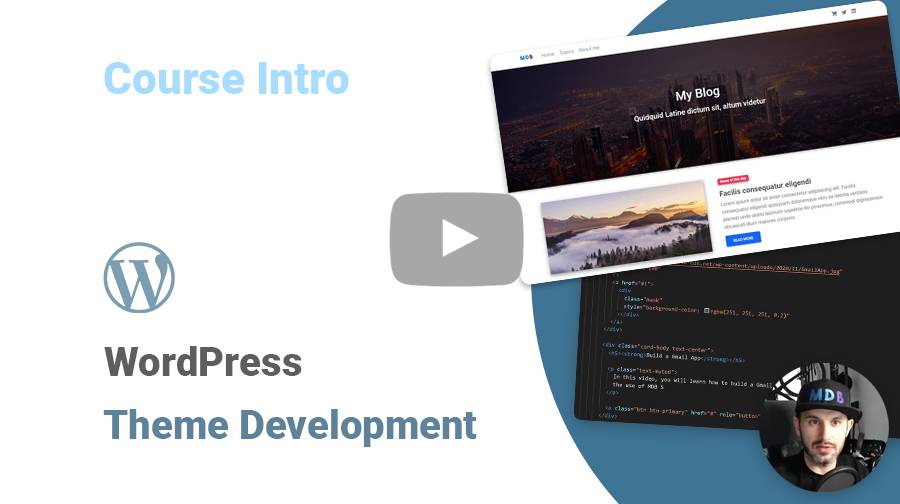 Course Intro
WordPress
Theme Development
MDB
Home Topics About me
My Blog
Quidquid Latine dictum sit, altum videtur
News of the day
Facilis consequatur eligendi
Lorem ipsum dolor sit amet consectetur adipisicing elit. Facilis
consequatur eligendi quisquam doloremque vero ex debitis veritatis
placeat unde animi laborum sapiente illo possimus, commodi dignissimos
obcaecati illum maiores corporis.
READ MORE
.net/wp-content/uploads/2020/11/GmailApp.jpg"
<a href="#!">
<div
class="mask"
style="background-color: rgba(251, 251, 251, 0.2)"
></div>
</a>
</div>
<div class="card-body text-center">
<h5><strong>Build a Gmail App</strong></h5>
<p class="text-muted">
In this video, you will learn how to build a Gmail
the use of MDB 5
</p>
<a class="btn btn-primary" href="#" role="button"
</div>
MDB